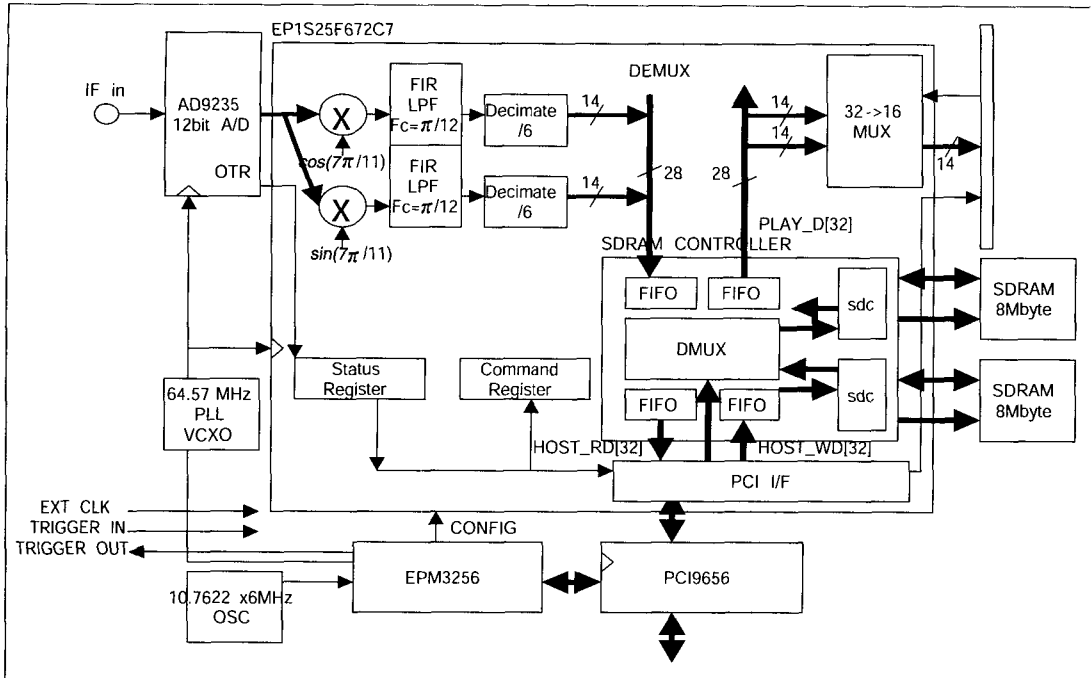 EP1S25F672C7
IF in
AD9235
12bit A/D
OTR
X
cos(7π/11)
FIR
LPF
Fc=π/12
Decimate
/6
14
X
sin(7π/11)
FIR
LPF
Fc=π/12
Decimate
/6
14
DEMUX
28
28
14
14
32->16
MUX
14
PLAY_D[32]
SDRAM CONTROLLER
FIFO
FIFO
sdc
DMUX
FIFO
FIFO
sdc
SDRAM
8Mbyte
SDRAM
8Mbyte
Status
Register
Command
Register
64.57 MHz
PLL
VCXO
HOST_RD[32]
HOST_WD[32]
PCI I/F
EXT CLK
TRIGGER IN
TRIGGER OUT
CONFIG
EPM3256
PCI9656
10.7622 x6MHz
OSC